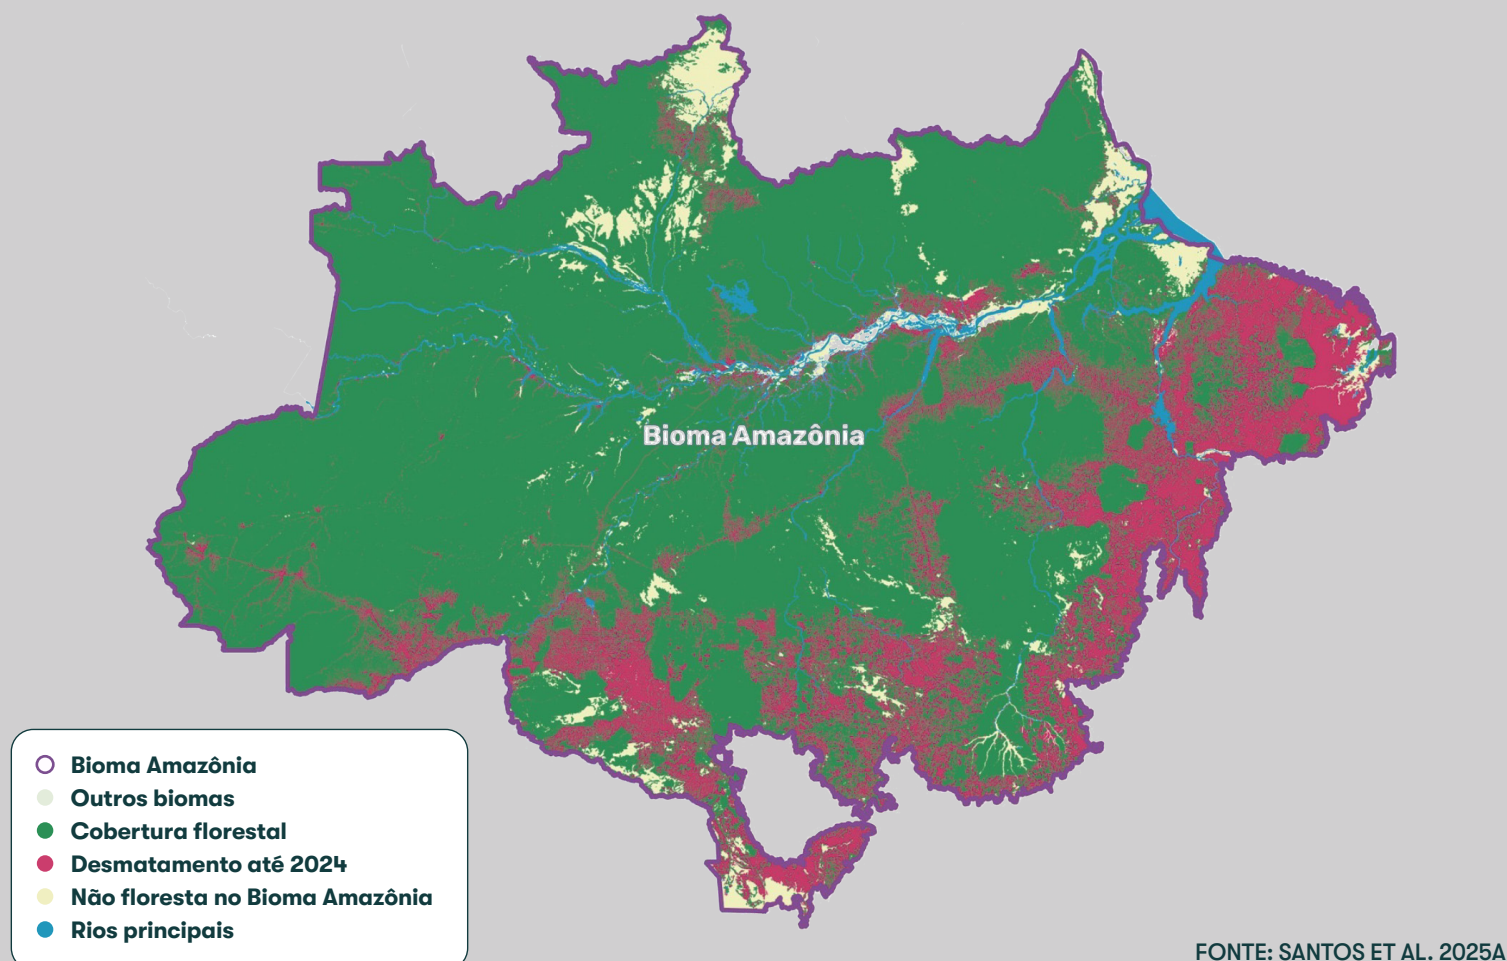 Bioma Amazônia
Bioma Amazônia
Outros biomas
Cobertura florestal
Desmatamento até 2024
Não floresta no Bioma Amazônia
Rios principais
FONTE: SANTOS ET AL. 2025A